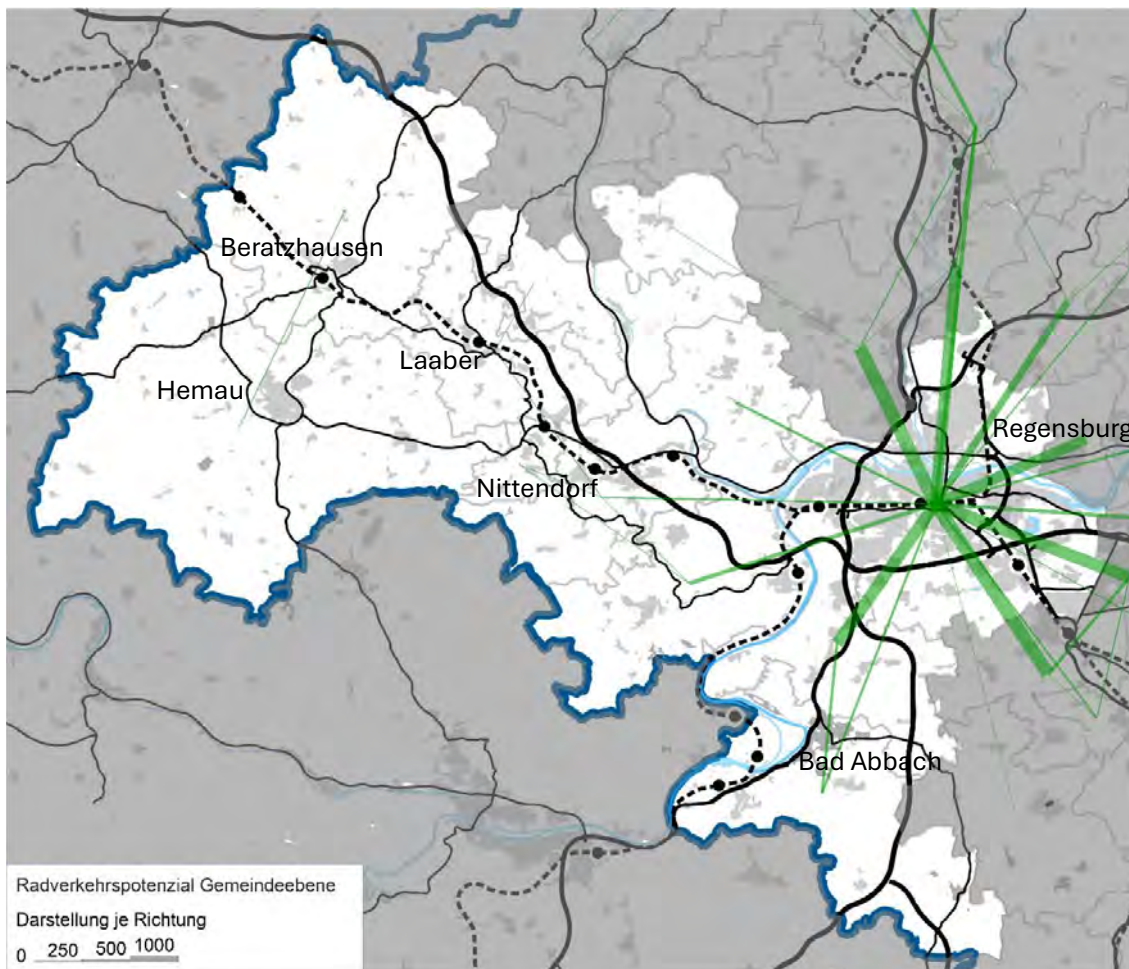 Beratzhausen
Laaber
Hemau
Regensburg
Nittendorf
Bad Abbach
Radverkehrspotenzial Gemeindeebene
Darstellung je Richtung
0 250 500 1000